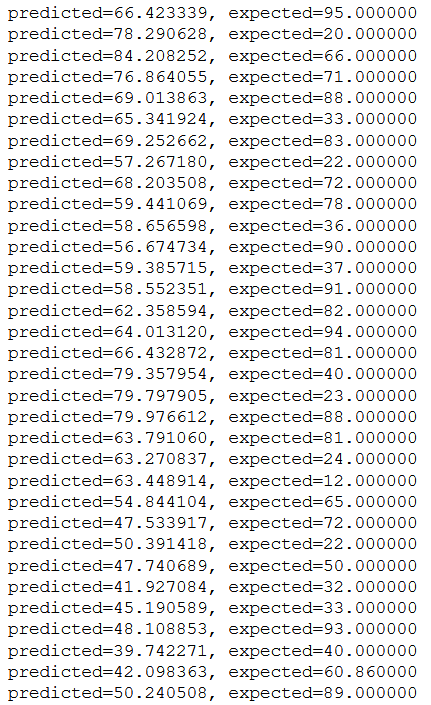 predicted=66.423339, expected=95.000000
predicted=78.290628, expected=20.000000
predicted=84.208252, expected=66.000000
predicted=76.864055, expected=71.000000
predicted=69.013863, expected=88.000000
predicted=65.341924, expected=33.000000
predicted=69.252662, expected=83.000000
predicted=57.267180, expected=22.000000
predicted=68.203508, expected=72.000000
predicted=59.441069, expected=78.000000
predicted=58.656598, expected=36.000000
predicted=56.674734, expected=90.000000
predicted=59.385715, expected=37.000000
predicted=58.552351, expected=91.000000
predicted=62.358594, expected=82.000000
predicted=64.013120, expected=94.000000
predicted=66.432872, expected=81.000000
predicted=79.357954, expected=40.000000
predicted=79.797905, expected=23.000000
predicted=79.976612, expected=88.000000
predicted=63.791060, expected=81.000000
predicted=63.270837, expected=24.000000
predicted=63.448914, expected=12.000000
predicted=54.844104, expected=65.000000
predicted=47.533917, expected=72.000000
predicted=50.391418, expected=22.000000
predicted=47.740689, expected=50.000000
predicted=41.927084, expected=32.000000
predicted=45.190589, expected=33.000000
predicted=48.108853, expected=93.000000
predicted=39.742271, expected=40.000000
predicted=42.098363, expected=60.860000
predicted=50.240508, expected=89.000000